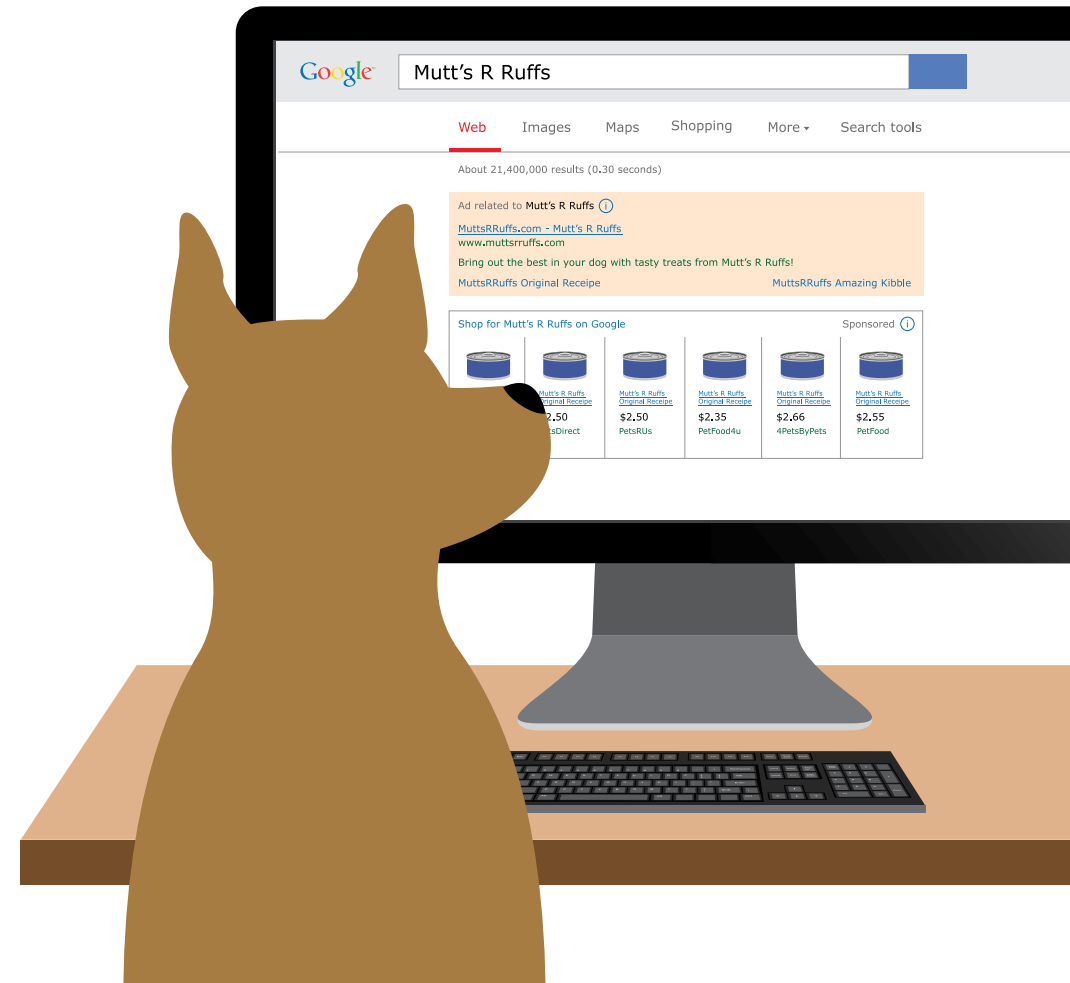 Google
Mutt's R Ruffs
Web Images Maps Shopping More Search tools
About 21,400,000 results (0.30 seconds)
Ad related to Mutt's R Ruffs
MuttsRRuffs.com - Mutt's R Ruffs
www.muttsrruffs.com
Bring out the best in your dog with tasty treats from Mutt's R Ruffs!
MuttsRRuffs Original Receipe MuttsRRuffs Amazing Kibble
Shop for Mutt's R Ruffs on Google Sponsored
Mutt's R Ruffs Mutt's R Ruffs Mutt's R Ruffs Mutt's R Ruffs Mutt's R Ruffs
Original Receipe Original Receipe Original Receipe Original Receipe
2.50 $2.50 $2.35 $2.66 $2.55
PetsRUs PetFood4u 4PetsByPets PetFood